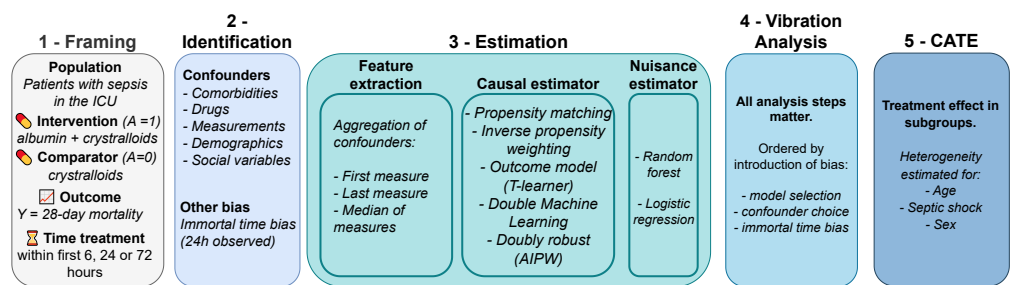 1 - Framing
Population
Patients with sepsis
in the ICU
Intervention (A =1)
albumin + crystralloids
Comparator (A=0)
crystralloids
Outcome
Y = 28-day mortality
Time treatment
within first 6, 24 or 72
hours
2 -
Identification
Confounders
- Comorbidities
- Drugs
- Measurements
- Demographics
- Social variables
Other bias
Immortal time bias
(24h observed)
3 - Estimation
Feature
extraction
Aggregation of
confounders:
- First measure
- Last measure
- Median of
measures
Causal estimator
- Propensity matching
- Inverse propensity
weighting
- Outcome model
(T-learner)
- Double Machine
Learning
- Doubly robust
(AIPW)
Nuisance
estimator
- Random
forest
- Logistic
regression
4 - Vibration
Analysis
All analysis steps
matter.
Ordered by
introduction of bias:
- model selection
- confounder choice
- immortal time bias
5 - CATE
Treatment effect in
subgroups.
Heterogeneity
estimated for:
- Age
- Septic shock
- Sex